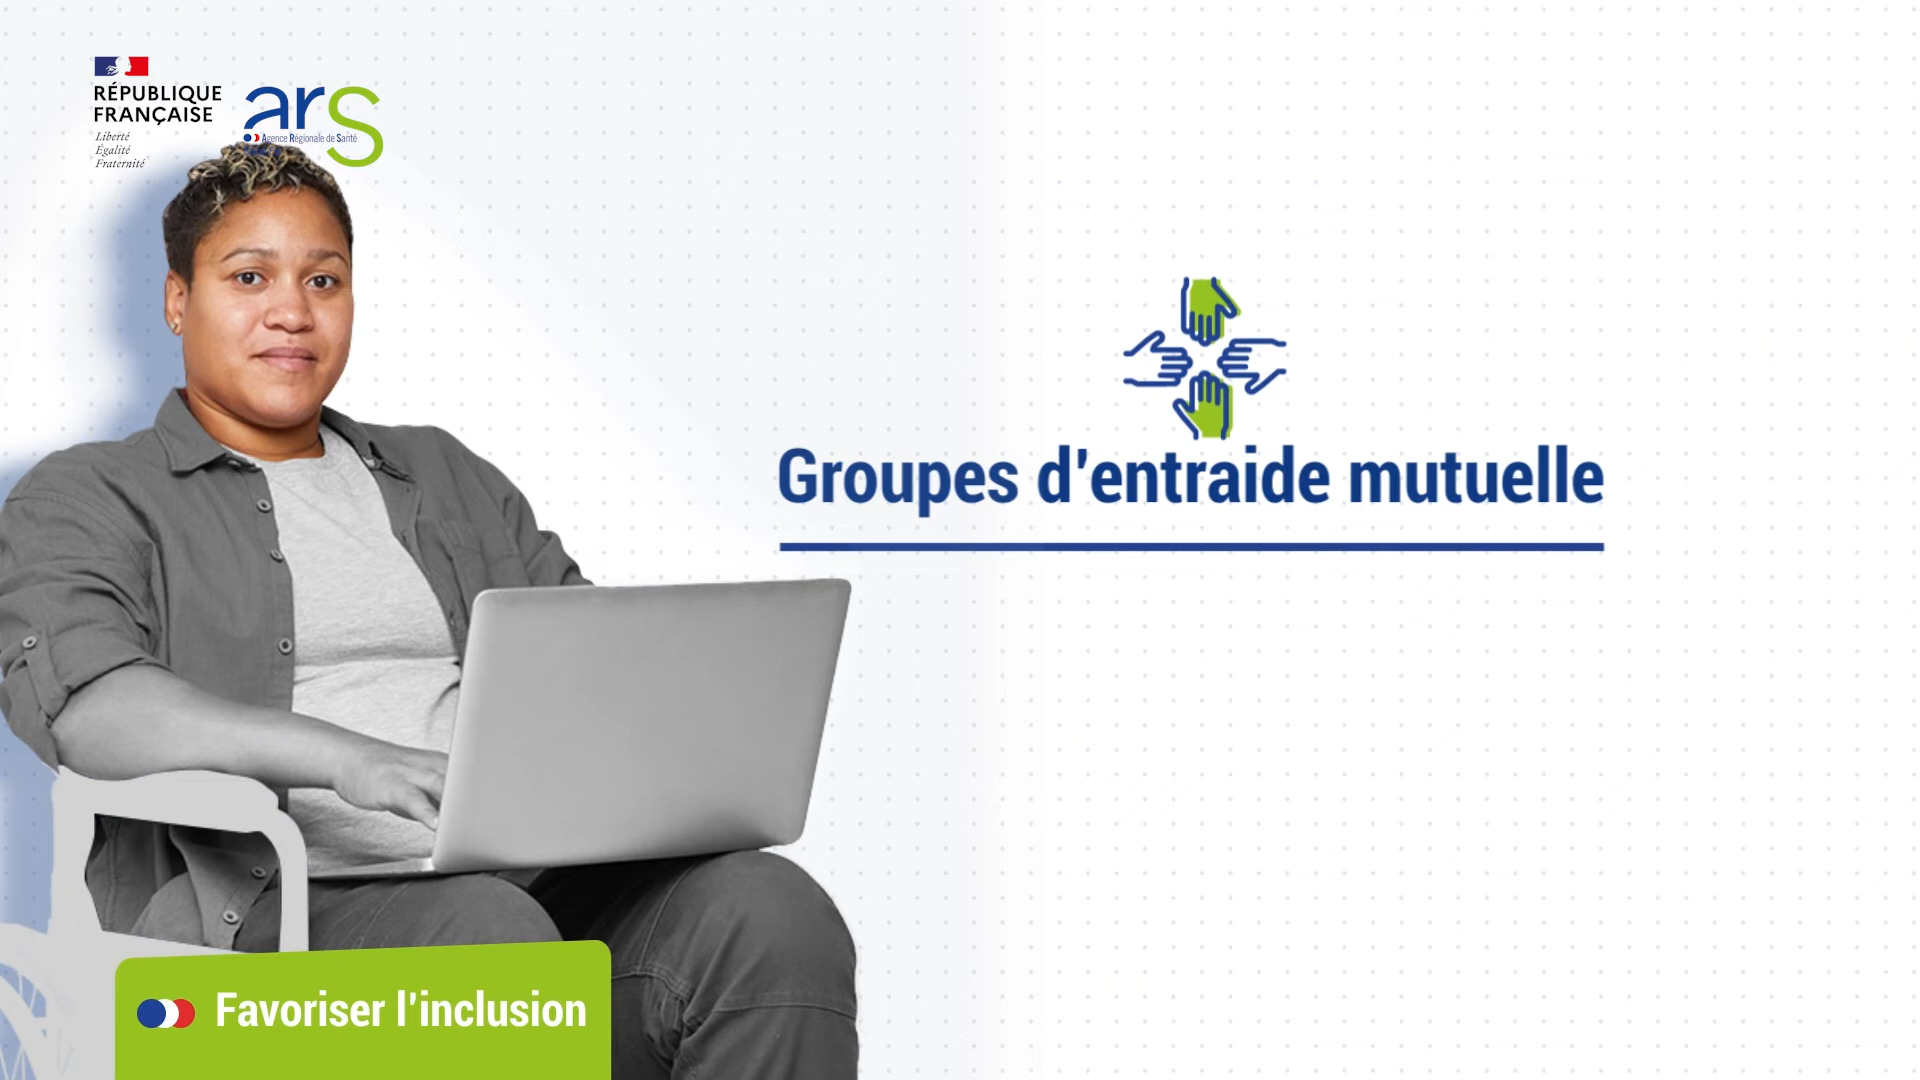 RÉPUBLIQUE
FRANÇAISE
Liberté
Égalité
Fraternité
ars
Agence Régionale de Santé
Groupes d'entraide mutuelle
Favoriser l'inclusion